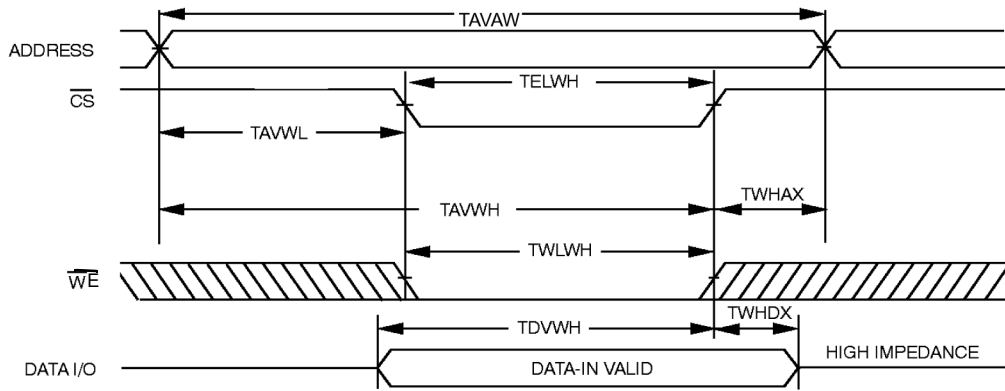 TAVAW
ADDRESS
TELWH
CS
TAVWL
TAVWH
TWHAX
TWLWH
WE
TDVWH
TWHDX
DATA I/O
DATA-IN VALID
HIGH IMPEDANCE